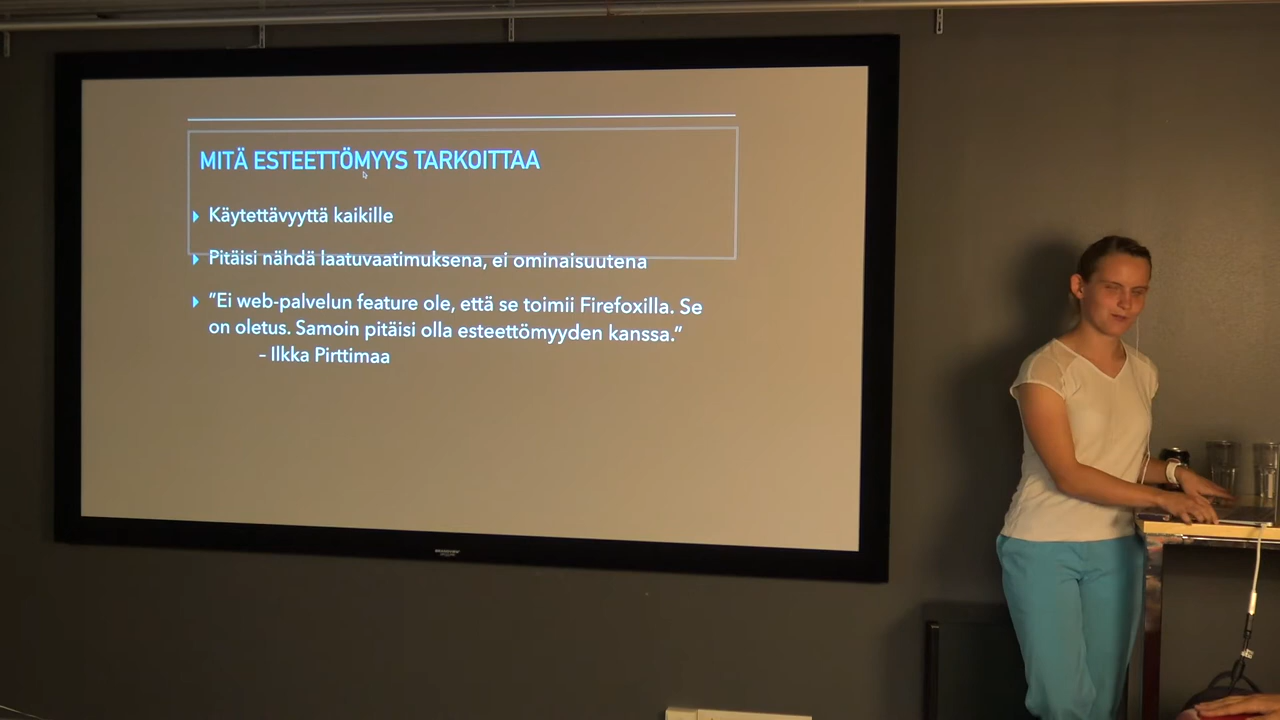 MITÄ ESTEETTÖMYYS TARKOITTAA
Käytettävyyttä kaikille
Pitäisi nähdä laatuvaatimuksena, ei ominaisuutena
"Ei web-palvelun feature ole, että se toimii Firefoxilla. Se
on oletus. Samoin pitäisi olla esteettömyyden kanssa."
– Ilkka Pirttimaa